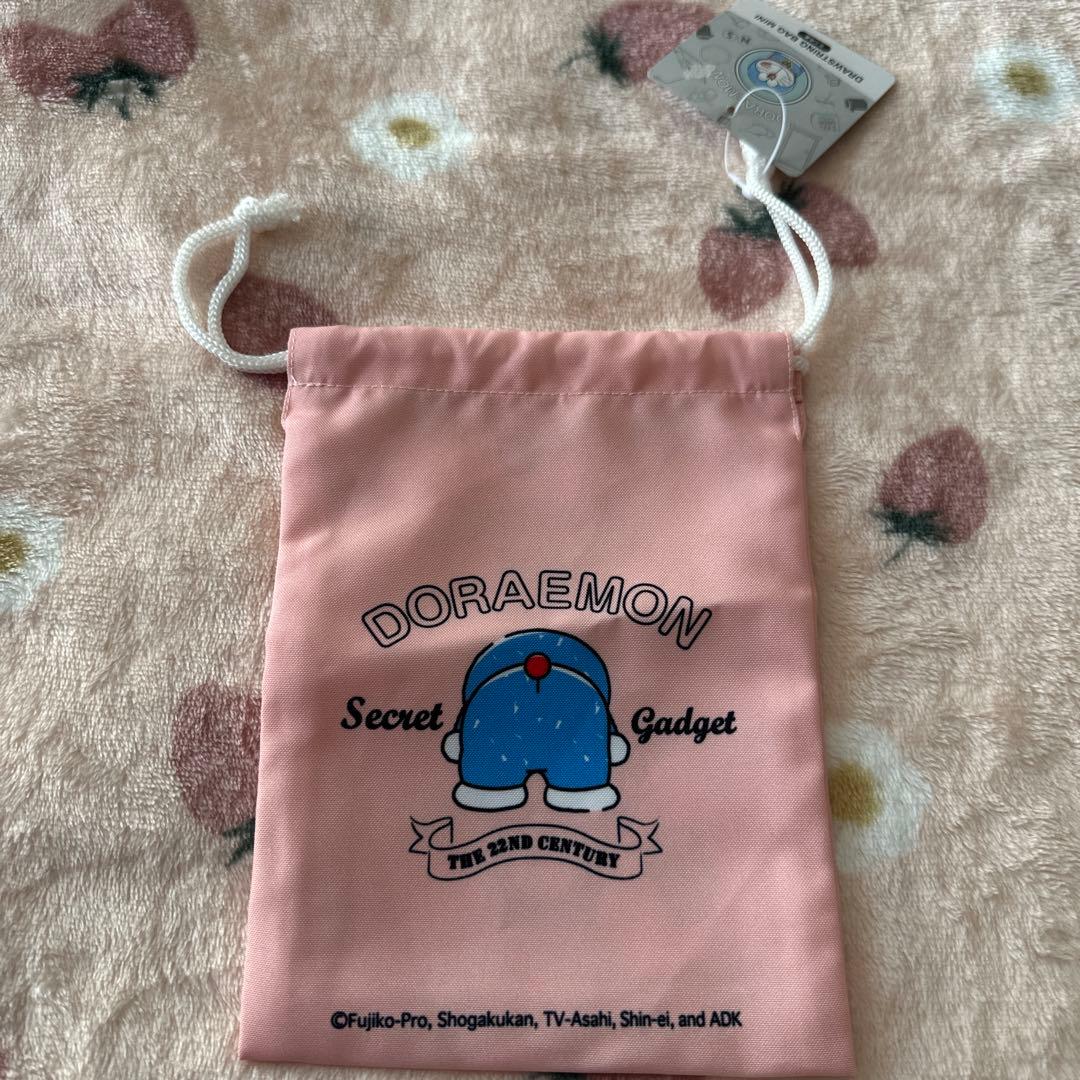 DRAWSTRING BAG MINI
DORAEMON
Secret Gadget
THE 22ND CENTURY
©Fujiko-Pro, Shogakukan, TV-Asahi, Shin-ei, and ADK